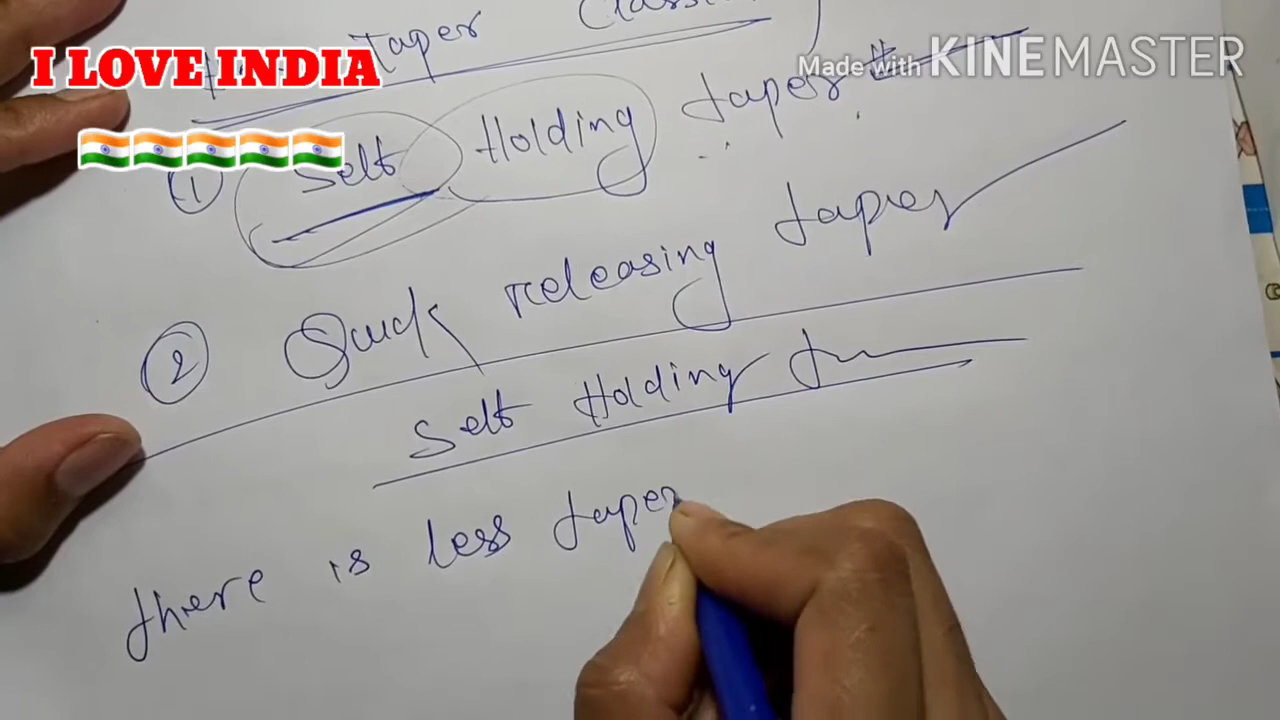 Taper
I LOVE INDIA
Made with KINEMASTER
1 Self Holding taper
2 Quick releasing taper
Self Holding
there is less taper